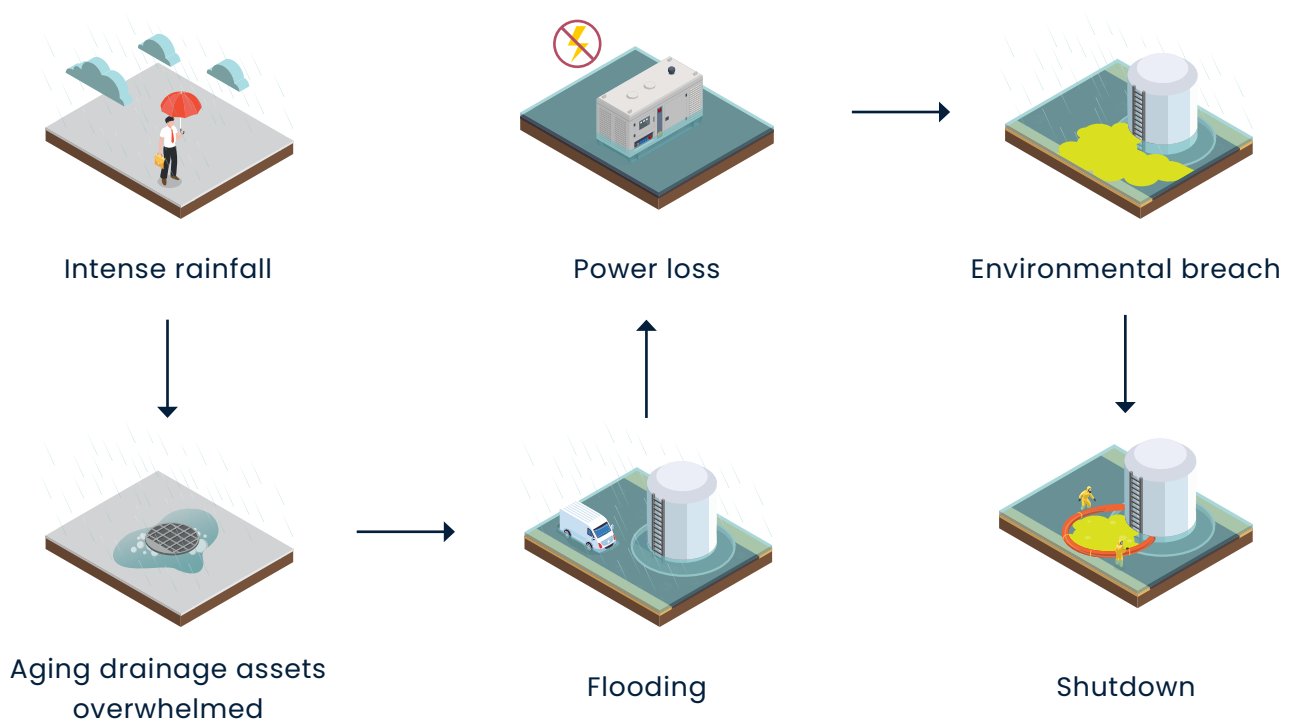 Intense rainfall
Power loss
Environmental breach
Aging drainage assets
overwhelmed
Flooding
Shutdown